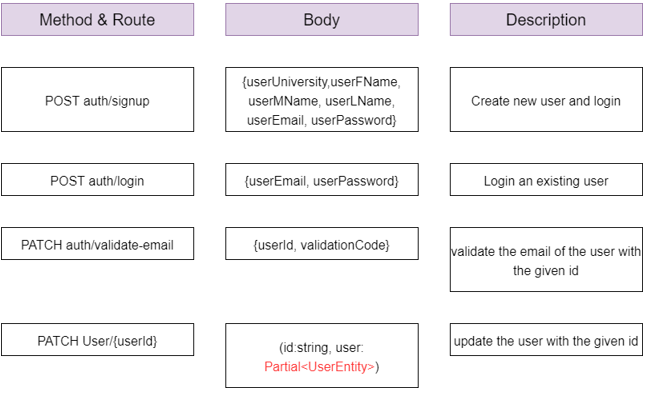 Method & Route
Body
Description
POST auth/signup
{userUniversity,userFName,
userMName, userLName,
userEmail, userPassword}
Create new user and login
POST auth/login
{userEmail, userPassword}
Login an existing user
PATCH auth/validate-email
{userId, validationCode}
validate the email of the user with
the given id
PATCH User/{userId}
(id:string, user:
Partial<UserEntity>)
update the user with the given id